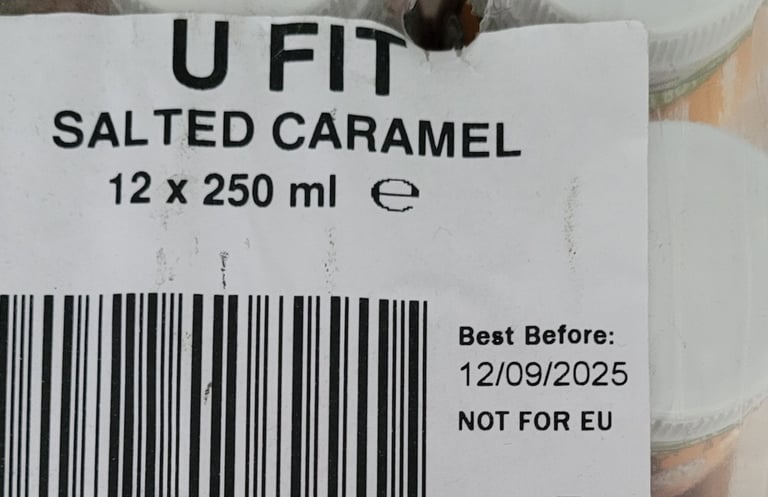 U FIT
SALTED CARAMEL
12 x 250 ml ℮
Best Before:
12/09/2025
NOT FOR EU